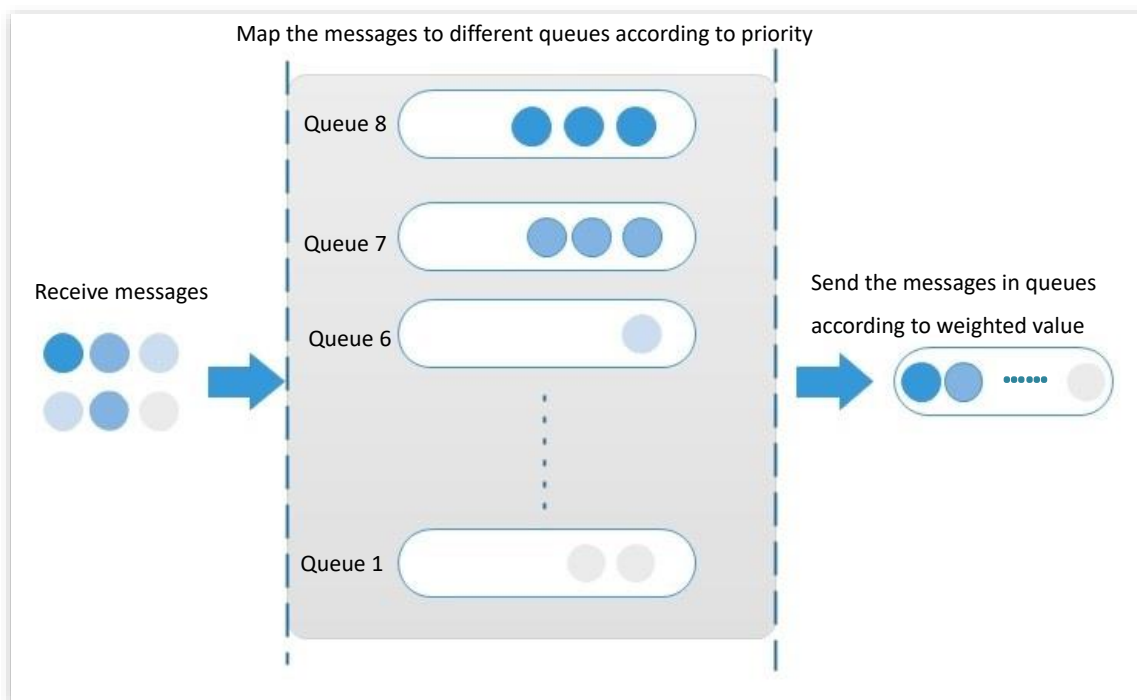 Map the messages to different queues according to priority
Queue 8
Queue 7
Receive messages
Queue 6
Send the messages in queues
according to weighted value
Queue 1